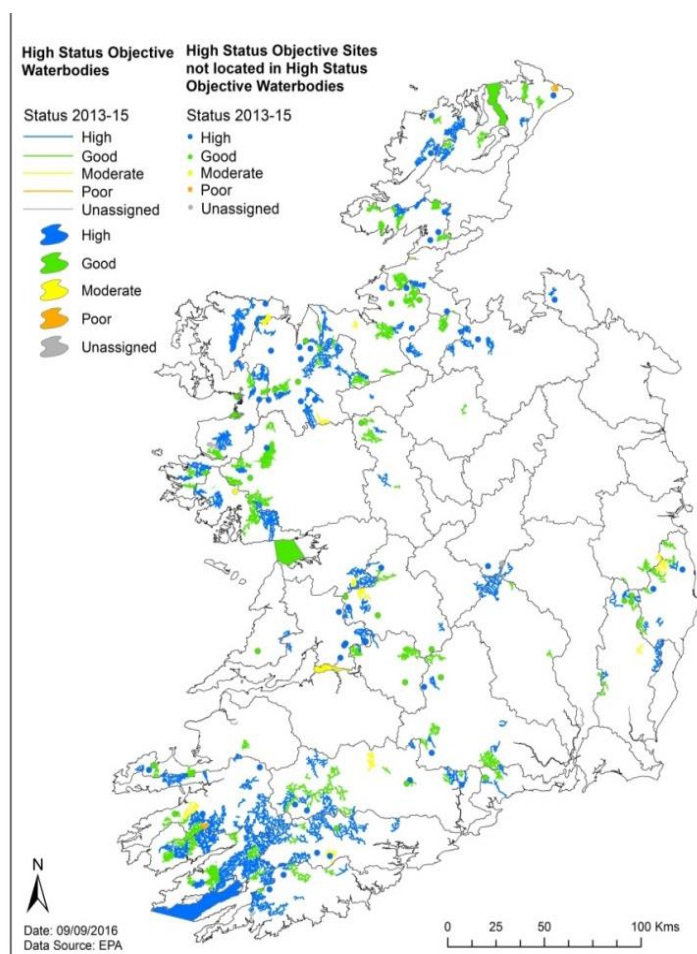 High Status Objective
Waterbodies
Status 2013-15
High
Good
Moderate
Poor
Unassigned
High
Good
Moderate
Poor
Unassigned
High Status Objective Sites
not located in High Status
Objective Waterbodies
Status 2013-15
High
Good
Moderate
Poor
Unassigned
N
Date: 09/09/2016
Data Source: EPA
0 25 50 100 Kms